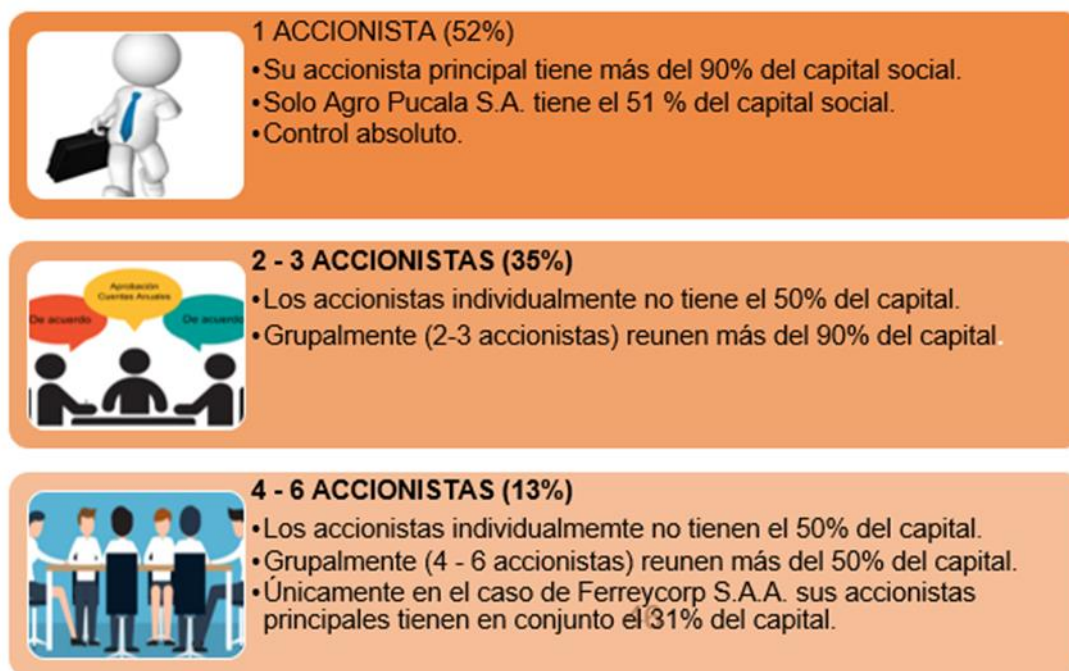 1 ACCIONISTA (52%)
•Su accionista principal tiene más del 90% del capital social.
•Solo Agro Pucala S.A. tiene el 51 % del capital social.
•Control absoluto.
Aprobación
Cuentas Anuales
De acuerdo
De acuerdo
2 - 3 ACCIONISTAS (35%)
•Los accionistas individualmente no tiene el 50% del capital.
•Grupalmente (2-3 accionistas) reunen más del 90% del capital.
4 - 6 ACCIONISTAS (13%)
•Los accionistas individualmemte no tienen el 50% del capital.
•Grupalmente (4 - 6 accionistas) reunen más del 50% del capital.
•Únicamente en el caso de Ferreycorp S.A.A. sus accionistas
principales tienen en conjunto el 31% del capital.